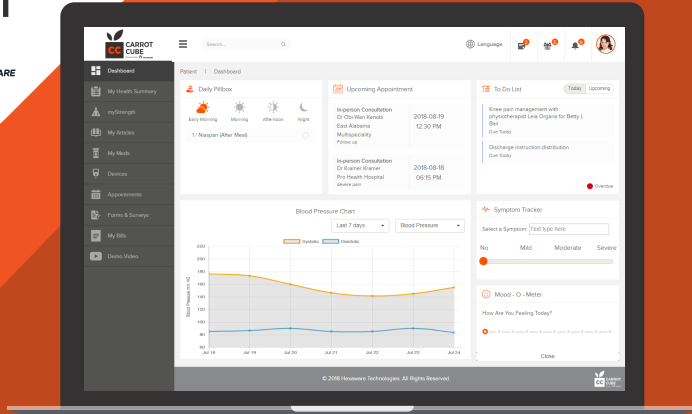 CARROT
CUBE
CC
Search...
Language
Dashboard
My Health Summary
myStrength
My Articles
My Meds
Devices
Appointments
Forms & Surveys
My Bills
Demo Video
Patient | Dashboard
Daily Pillbox
Early Morning Morning Afternoon Night
1/ Niaspan (After Meal)
Upcoming Appointment
In-person Consultation
Dr Obi-Wan Kenobi
East Alabama
Multispeciality
Follow up
2018-08-19
12:30 PM
In-person Consultation
Dr Kramer Kramer
Pro Health Hospital
severe pain
2018-08-18
06:15 PM
To Do List
Today Upcoming
Knee pain management with
physiotherapist Leia Organa for Betty L
Bair
Due Today
Discharge instruction distribution
Due Today
Overdue
Blood Pressure Chart
Last 7 days Blood Pressure
Systolic Diastolic
Blood Pressure mm HG
220
200
180
160
140
120
100
80
60
Jul 18 Jul 19 Jul 20 Jul 21 Jul 22 Jul 23 Jul 24
Symptom Tracker
Select a Symptom: Text type here
No Mild Moderate Severe
Mood - O - Meter
How Are You Feeling Today?
Close
© 2018 Hexaware Technologies. All Rights Reserved.
CC